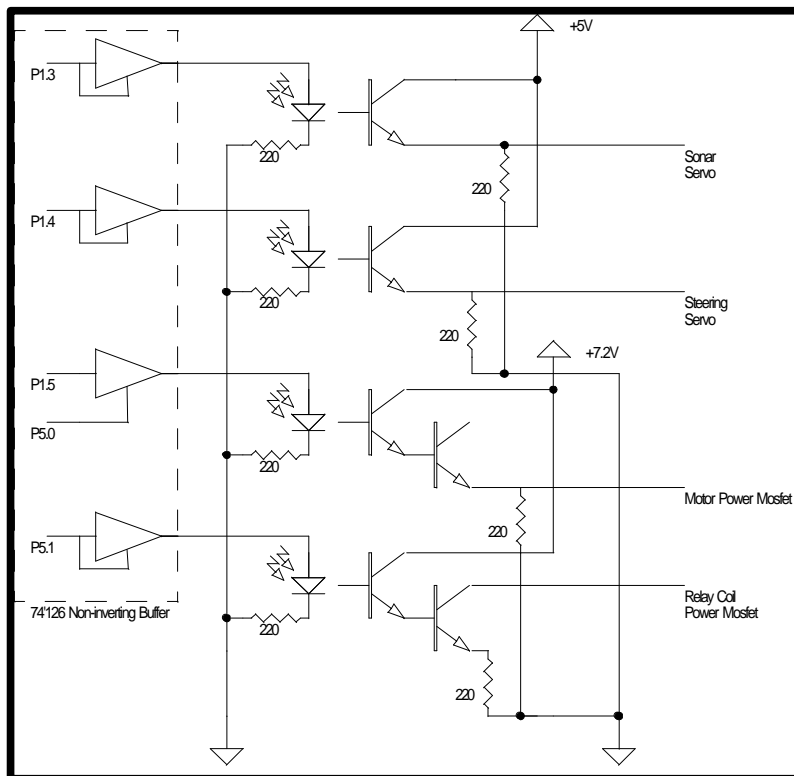 +5V
P1.3
220
Sonar
Servo
220
P1.4
220
Steering
Servo
220
+7.2V
P1.5
P5.0
220
Motor Power Mosfet
220
P5.1
Relay Coil
Power Mosfet
74'126 Non-inverting Buffer
220
220